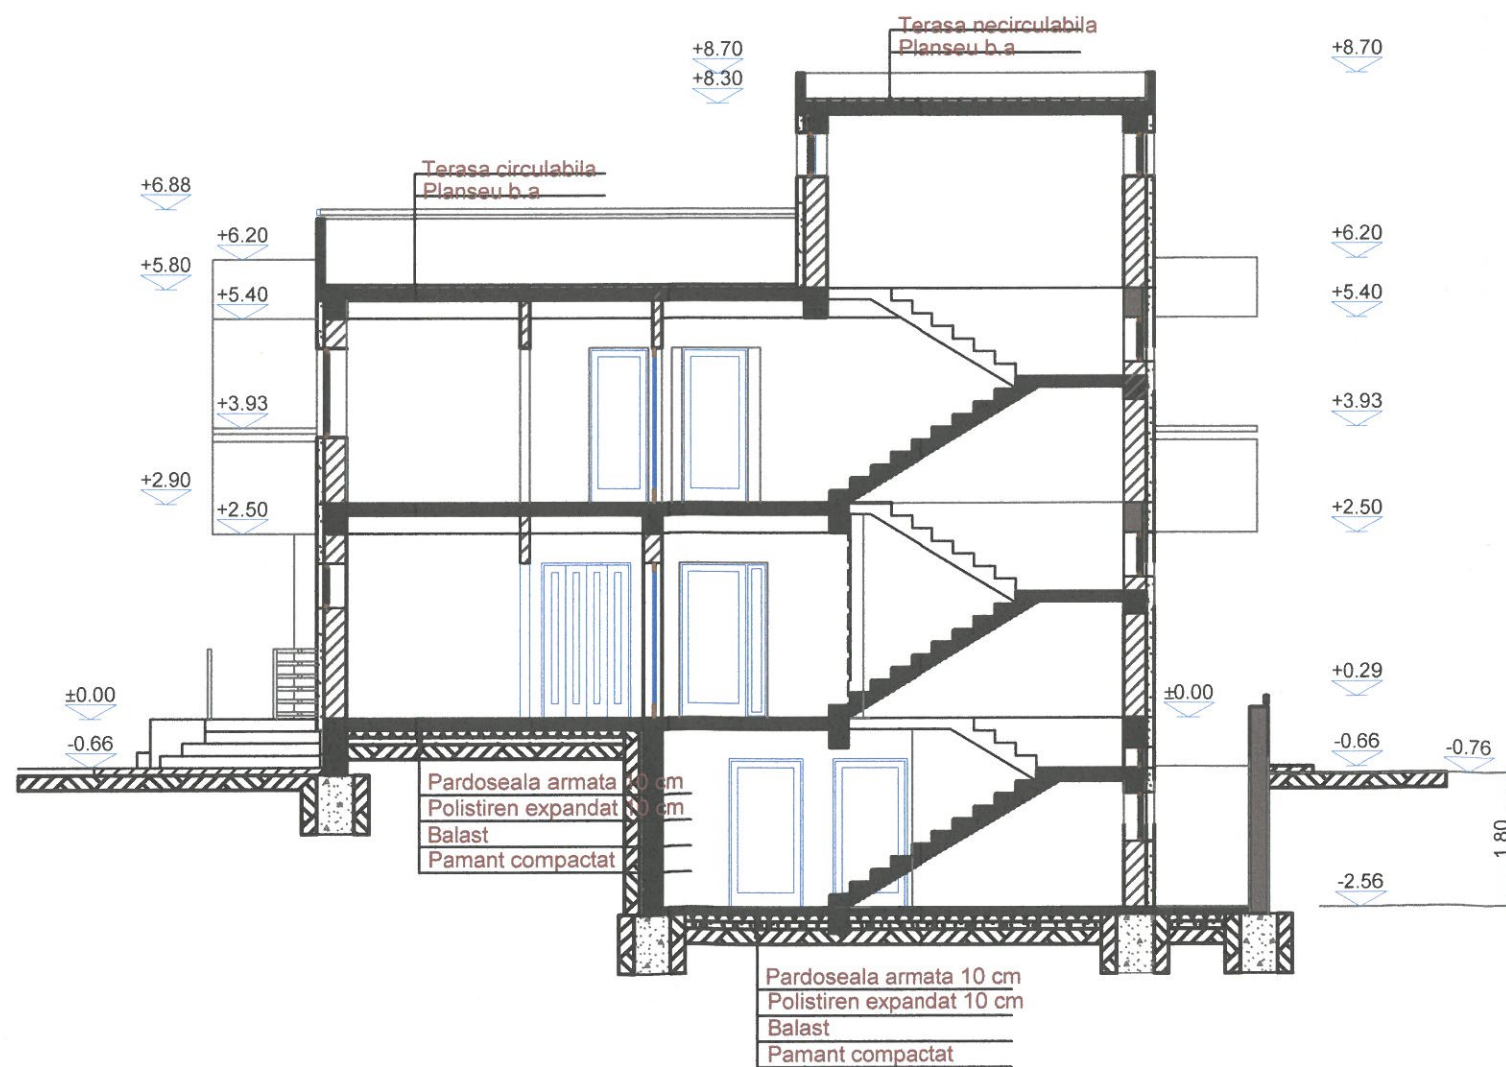 Terasa necirculabila
Planseu b.a
+8.70
+8.30
+8.70
Terasa circulabila
Planseu b.a
+6.88
+6.20
+5.80
+5.40
+3.93
+2.90
+2.50
±0.00
-0.66
+6.20
+5.40
+3.93
+2.50
+0.29
±0.00
-0.66
-0.76
1.80
-2.56
Pardoseala armata 10 cm
Polistiren expandat 10 cm
Balast
Pamant compactat
Pardoseala armata 10 cm
Polistiren expandat 10 cm
Balast
Pamant compactat